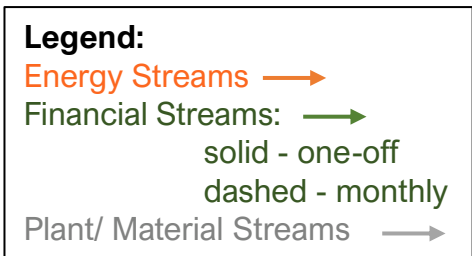 Legend:
Energy Streams
Financial Streams:
solid - one-off
dashed - monthly
Plant/ Material Streams